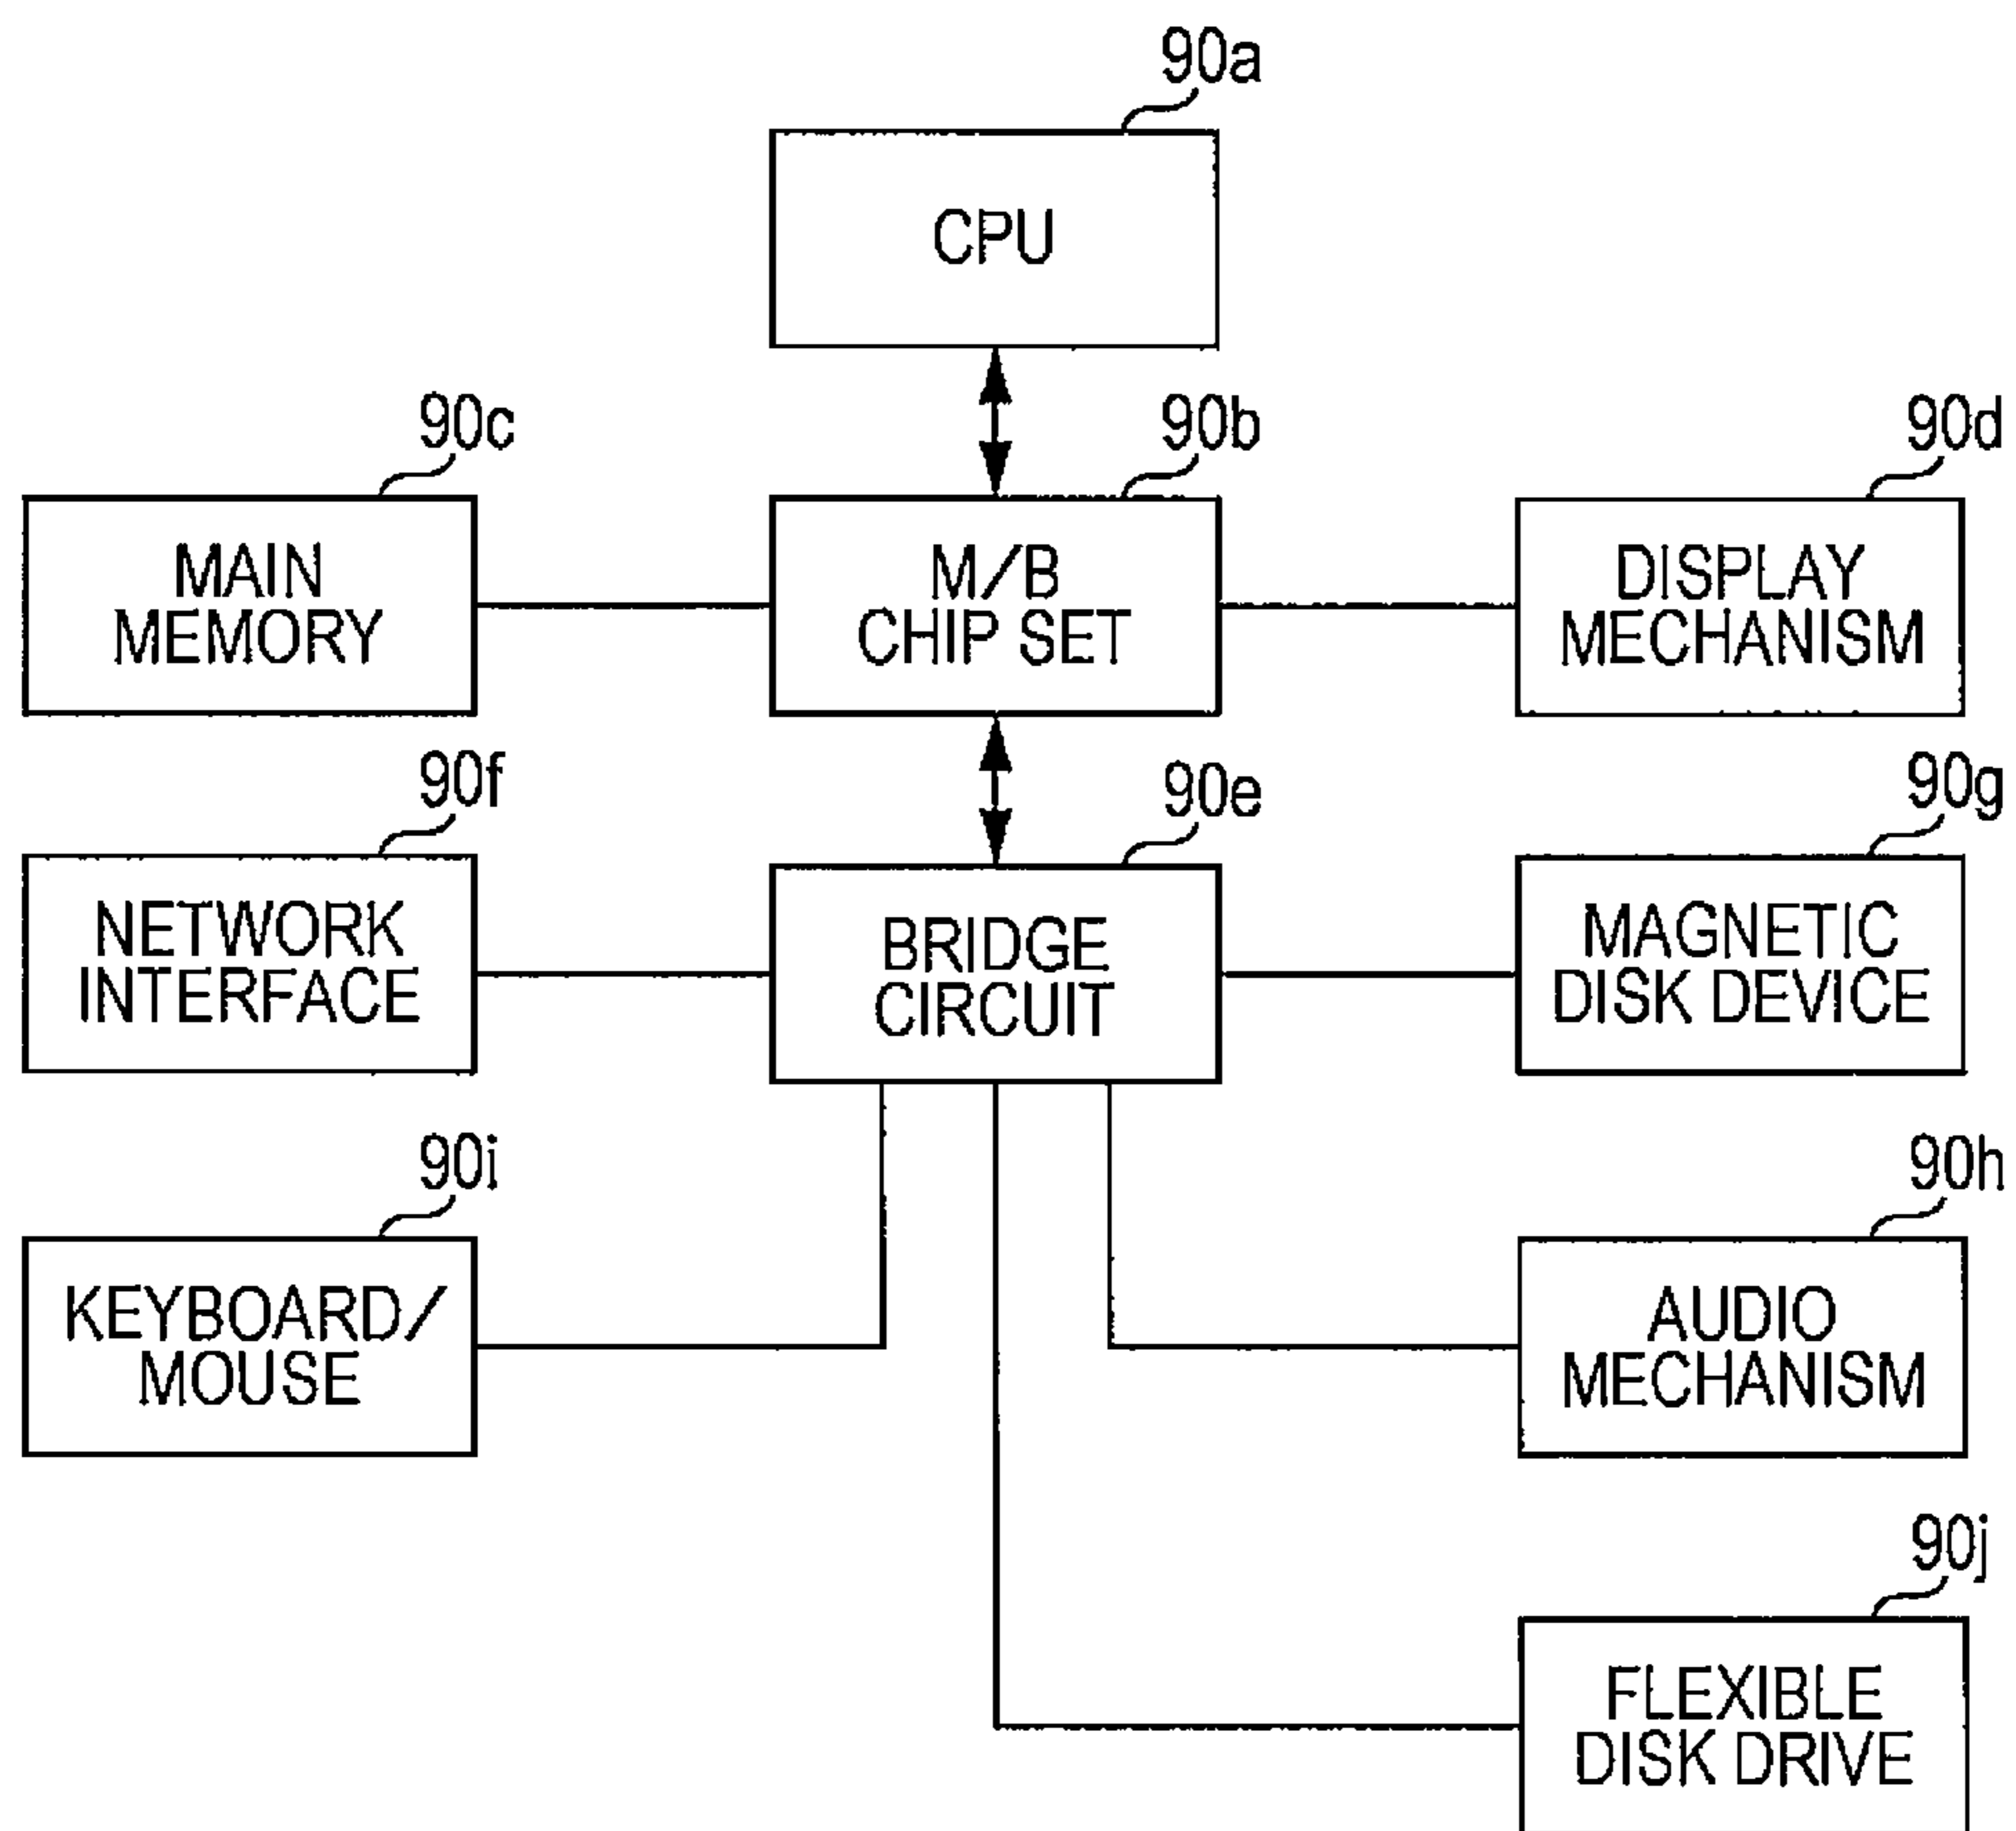 90a
CPU
90c
90b
90d
MAIN
MEMORY
M/B
CHIP SET
DISPLAY
MECHANISM
90f
90e
90g
NETWORK
INTERFACE
BRIDGE
CIRCUIT
MAGNETIC
DISK DEVICE
90i
90h
KEYBOARD/
MOUSE
AUDIO
MECHANISM
90j
FLEXIBLE
DISK DRIVE